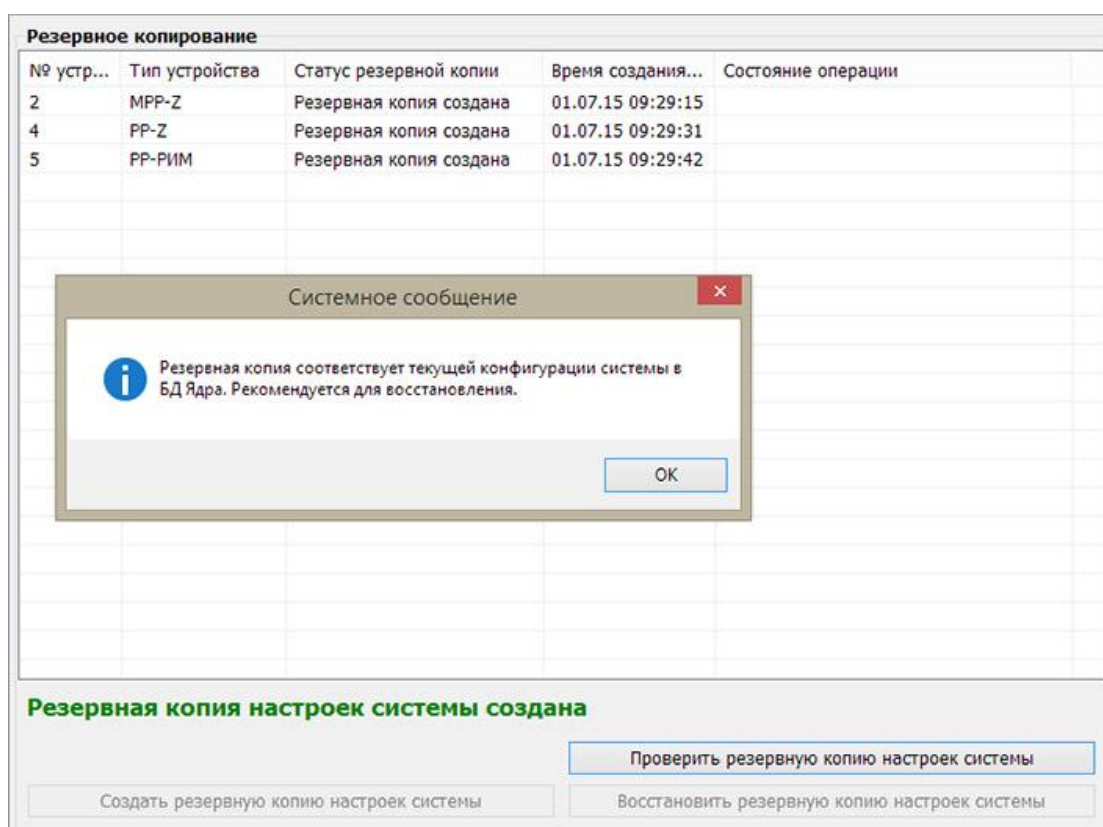 Резервное копирование
№ устр... Тип устройства Статус резервной копии Время создания... Состояние операции
2 MPP-Z Резервная копия создана 01.07.15 09:29:15
4 PP-Z Резервная копия создана 01.07.15 09:29:31
5 PP-РИМ Резервная копия создана 01.07.15 09:29:42
Системное сообщение
Резервная копия соответствует текущей конфигурации системы в
БД Ядра. Рекомендуется для восстановления.
OK
Резервная копия настроек системы создана
Проверить резервную копию настроек системы
Создать резервную копию настроек системы Восстановить резервную копию настроек системы